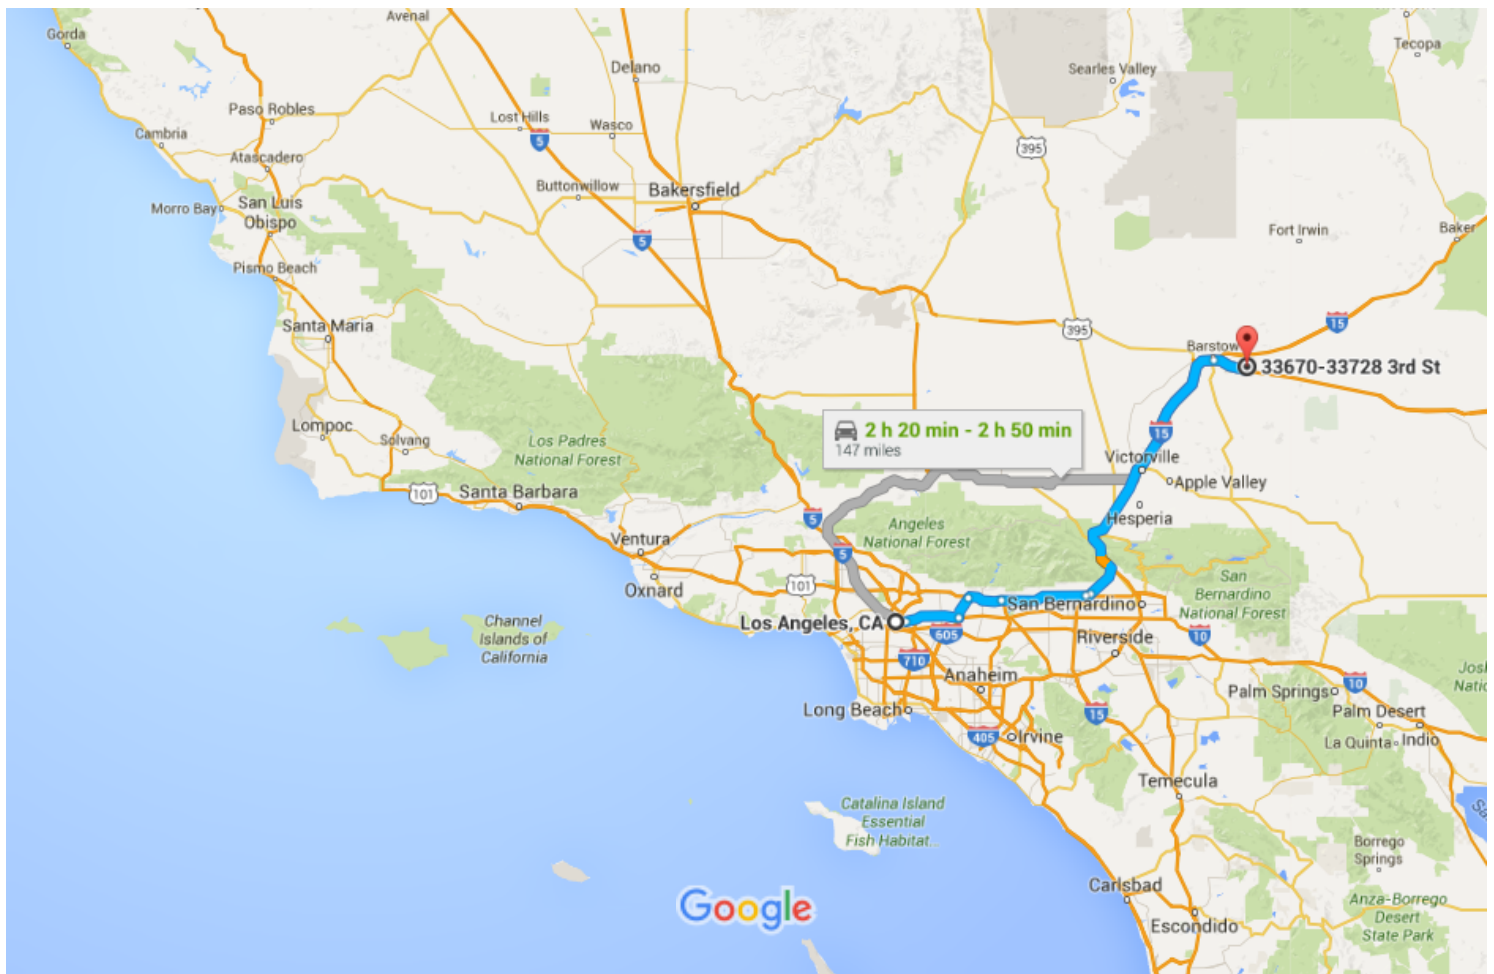 Gorda
Avenal
Tecopa
Delano
Searles Valley
Paso Robles
Lost Hills
Wasco
Cambria
5
395
Atascadero
Buttonwillow
Bakersfield
San Luis
Obispo
Morro Bay
Fort Irwin
Baker
5
Pismo Beach
Santa Maria
395
15
Barstow
33670-33728 3rd St
Lompoc
Solvang
Los Padres
National Forest
2 h 20 min - 2 h 50 min
147 miles
15
Victorville
Apple Valley
101
Santa Barbara
5
Angeles
National Forest
Hesperia
Ventura
5
Oxnard
101
San
Bernardino
National Forest
San Bernardino
Channel
Islands of
California
Los Angeles, CA
605
10
Riverside
710
Anaheim
Palm Springs
10
Long Beach
15
Palm Desert
405
Irvine
La Quinta
Indio
Temecula
Catalina Island
Essential
Fish Habitat...
Borrego
Springs
Carlsbad
Google
Escondido
Anza-Borrego
Desert
State Park